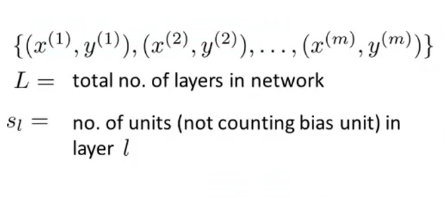 {(x^(1), y^(1)), (x^(2), y^(2)), . . . , (x^(m), y^(m))}
L = total no. of layers in network
s_l = no. of units (not counting bias unit) in
layer l